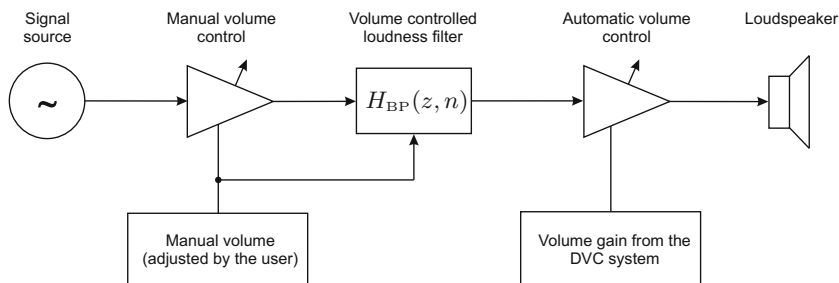 Signal
source
Manual volume
control
Volume controlled
loudness filter
Automatic volume
control
Loudspeaker
~
H_BP(z, n)
Manual volume
(adjusted by the user)
Volume gain from the
DVC system